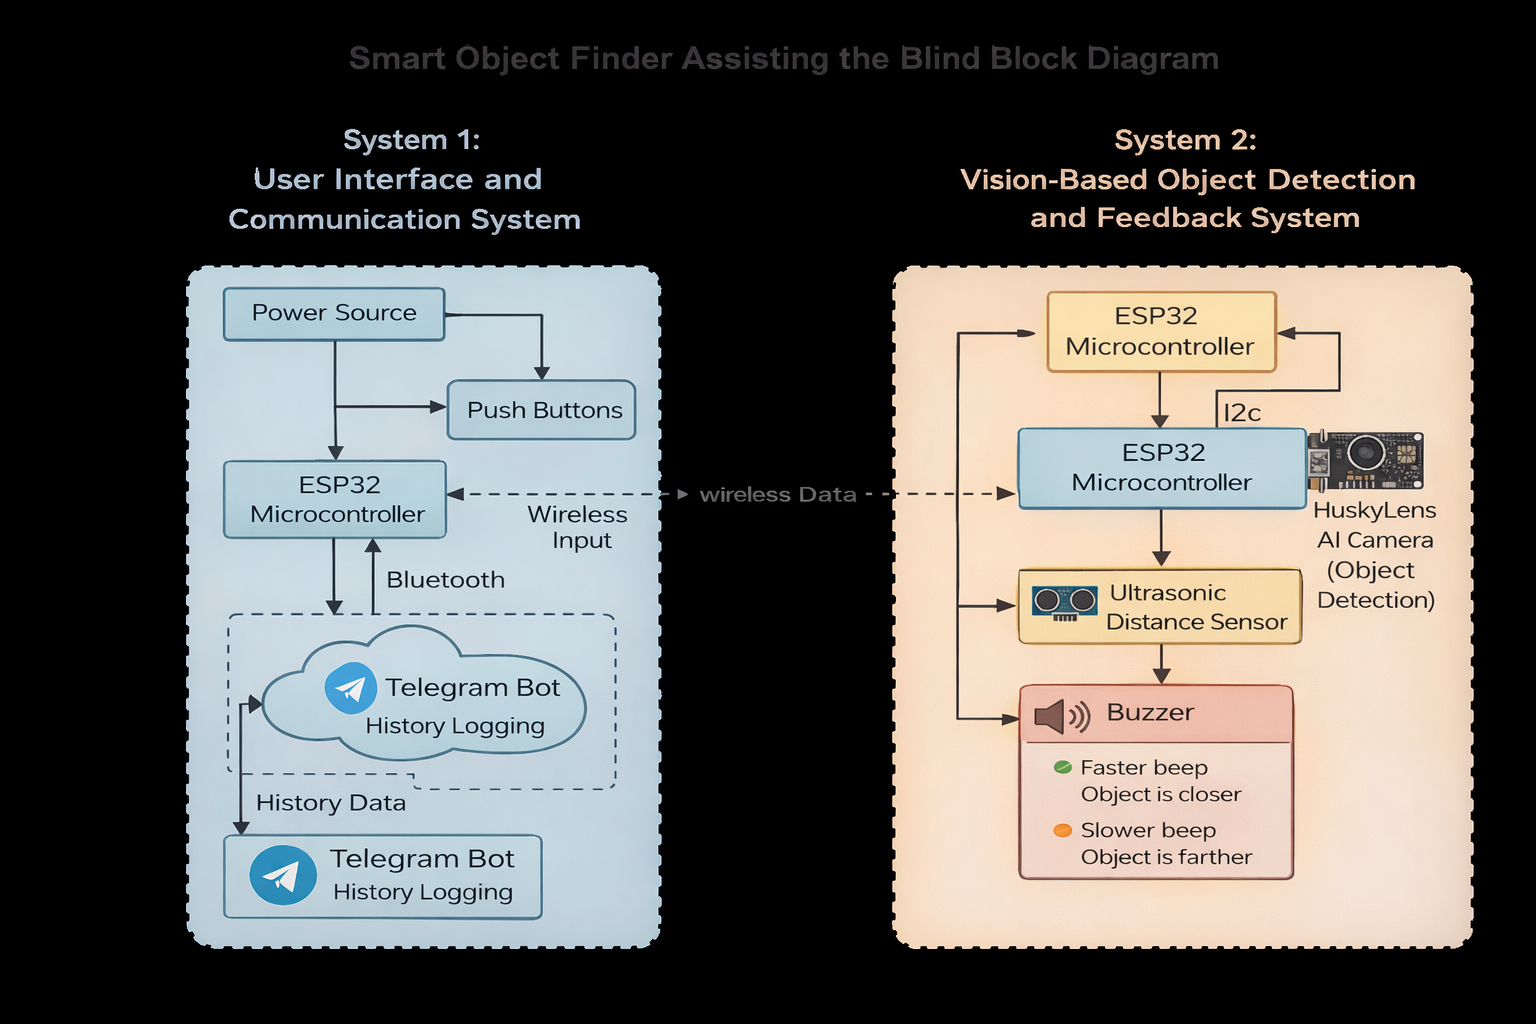 Smart Object Finder Assisting the Blind Block Diagram
System 1:
User Interface and
Communication System
Power Source
Push Buttons
ESP32
Microcontroller
Wireless
Input
Bluetooth
Telegram Bot
History Logging
History Data
Telegram Bot
History Logging
wireless Data
System 2:
Vision-Based Object Detection
and Feedback System
ESP32
Microcontroller
I2c
ESP32
Microcontroller
HuskyLens
AI Camera
(Object
Detection)
Ultrasonic
Distance Sensor
Buzzer
Faster beep
Object is closer
Slower beep
Object is farther